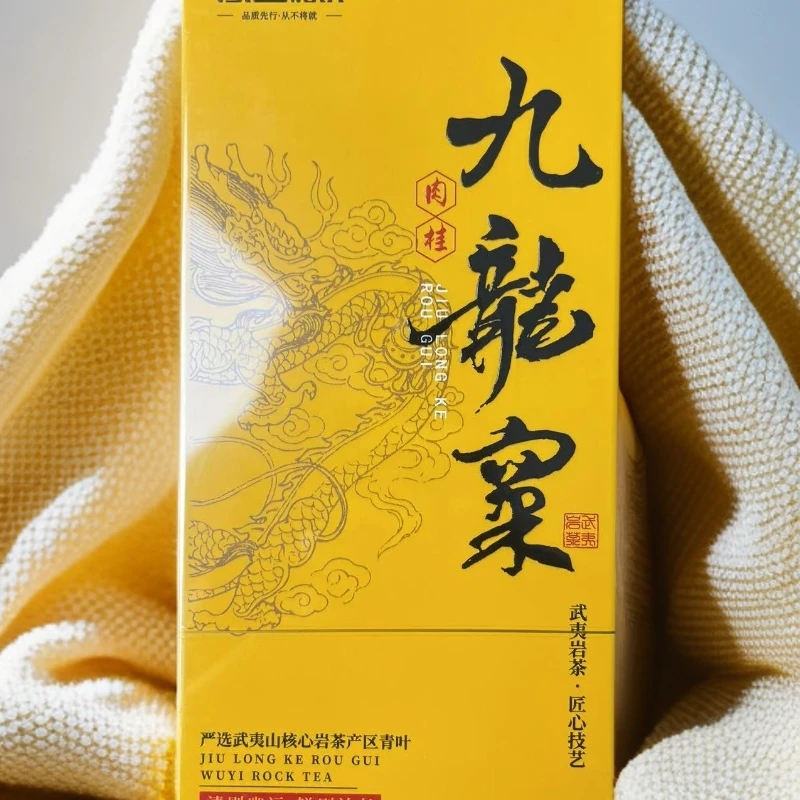 品质先行·从不将就
九龍窠
肉桂
JIU LONG KE
ROU GUI
武夷岩茶
武夷岩茶·匠心技艺
严选武夷山核心岩茶产区青叶
JIU LONG KE ROU GUI
WUYI ROCK TEA